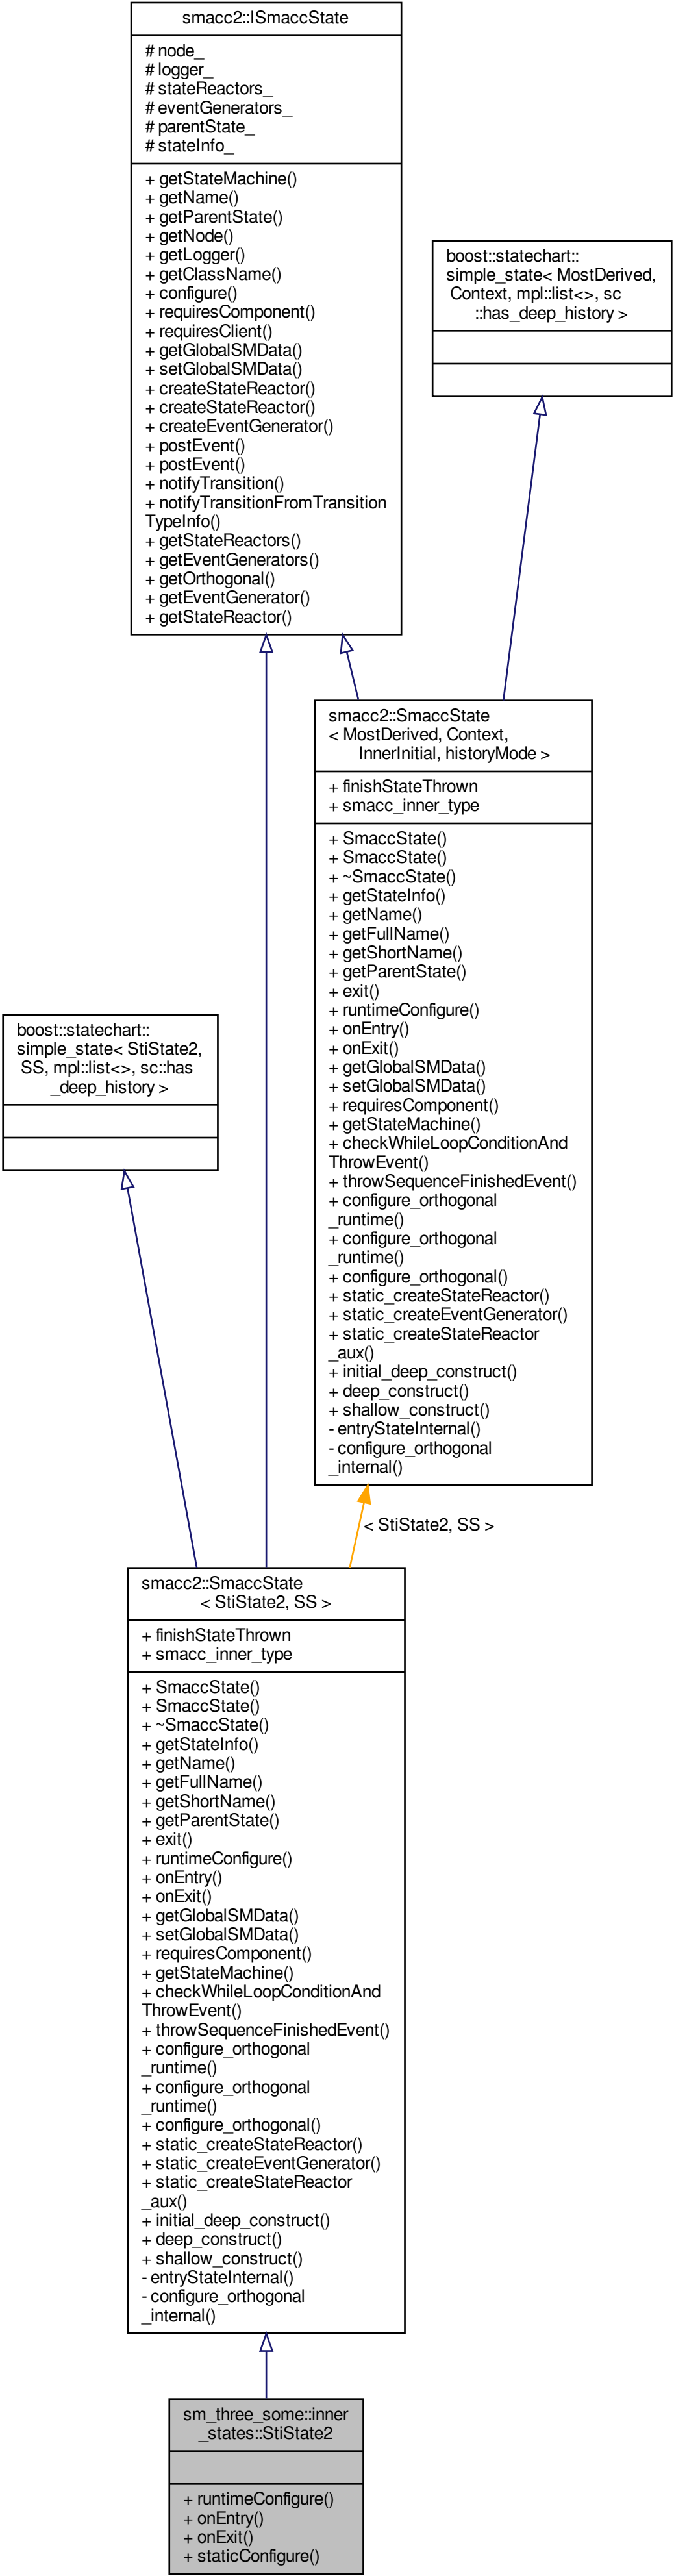 smacc2::ISmaccState
# node_
# logger_
# stateReactors_
# eventGenerators_
# parentState_
# stateInfo_
+ getStateMachine()
+ getName()
+ getParentState()
+ getNode()
+ getLogger()
+ getClassName()
+ configure()
+ requiresComponent()
+ requiresClient()
+ getGlobalSMData()
+ setGlobalSMData()
+ createStateReactor()
+ createStateReactor()
+ createEventGenerator()
+ postEvent()
+ postEvent()
+ notifyTransition()
+ notifyTransitionFromTransition
TypeInfo()
+ getStateReactors()
+ getEventGenerators()
+ getOrthogonal()
+ getEventGenerator()
+ getStateReactor()
boost::statechart::
simple_state< MostDerived,
Context, mpl::list<>, sc
::has_deep_history >
smacc2::SmaccState
< MostDerived, Context,
InnerInitial, historyMode >
+ finishStateThrown
+ smacc_inner_type
+ SmaccState()
+ SmaccState()
+ ~SmaccState()
+ getStateInfo()
+ getName()
+ getFullName()
+ getShortName()
+ getParentState()
+ exit()
+ runtimeConfigure()
+ onEntry()
+ onExit()
+ getGlobalSMData()
+ setGlobalSMData()
+ requiresComponent()
+ getStateMachine()
+ checkWhileLoopConditionAnd
ThrowEvent()
+ throwSequenceFinishedEvent()
+ configure_orthogonal
_runtime()
+ configure_orthogonal
_runtime()
+ configure_orthogonal()
+ static_createStateReactor()
+ static_createEventGenerator()
+ static_createStateReactor
_aux()
+ initial_deep_construct()
+ deep_construct()
+ shallow_construct()
- entryStateInternal()
- configure_orthogonal
_internal()
boost::statechart::
simple_state< StiState2,
SS, mpl::list<>, sc::has
_deep_history >
< StiState2, SS >
smacc2::SmaccState
< StiState2, SS >
+ finishStateThrown
+ smacc_inner_type
+ SmaccState()
+ SmaccState()
+ ~SmaccState()
+ getStateInfo()
+ getName()
+ getFullName()
+ getShortName()
+ getParentState()
+ exit()
+ runtimeConfigure()
+ onEntry()
+ onExit()
+ getGlobalSMData()
+ setGlobalSMData()
+ requiresComponent()
+ getStateMachine()
+ checkWhileLoopConditionAnd
ThrowEvent()
+ throwSequenceFinishedEvent()
+ configure_orthogonal
_runtime()
+ configure_orthogonal
_runtime()
+ configure_orthogonal()
+ static_createStateReactor()
+ static_createEventGenerator()
+ static_createStateReactor
_aux()
+ initial_deep_construct()
+ deep_construct()
+ shallow_construct()
- entryStateInternal()
- configure_orthogonal
_internal()
sm_three_some::inner
_states::StiState2
+ runtimeConfigure()
+ onEntry()
+ onExit()
+ staticConfigure()